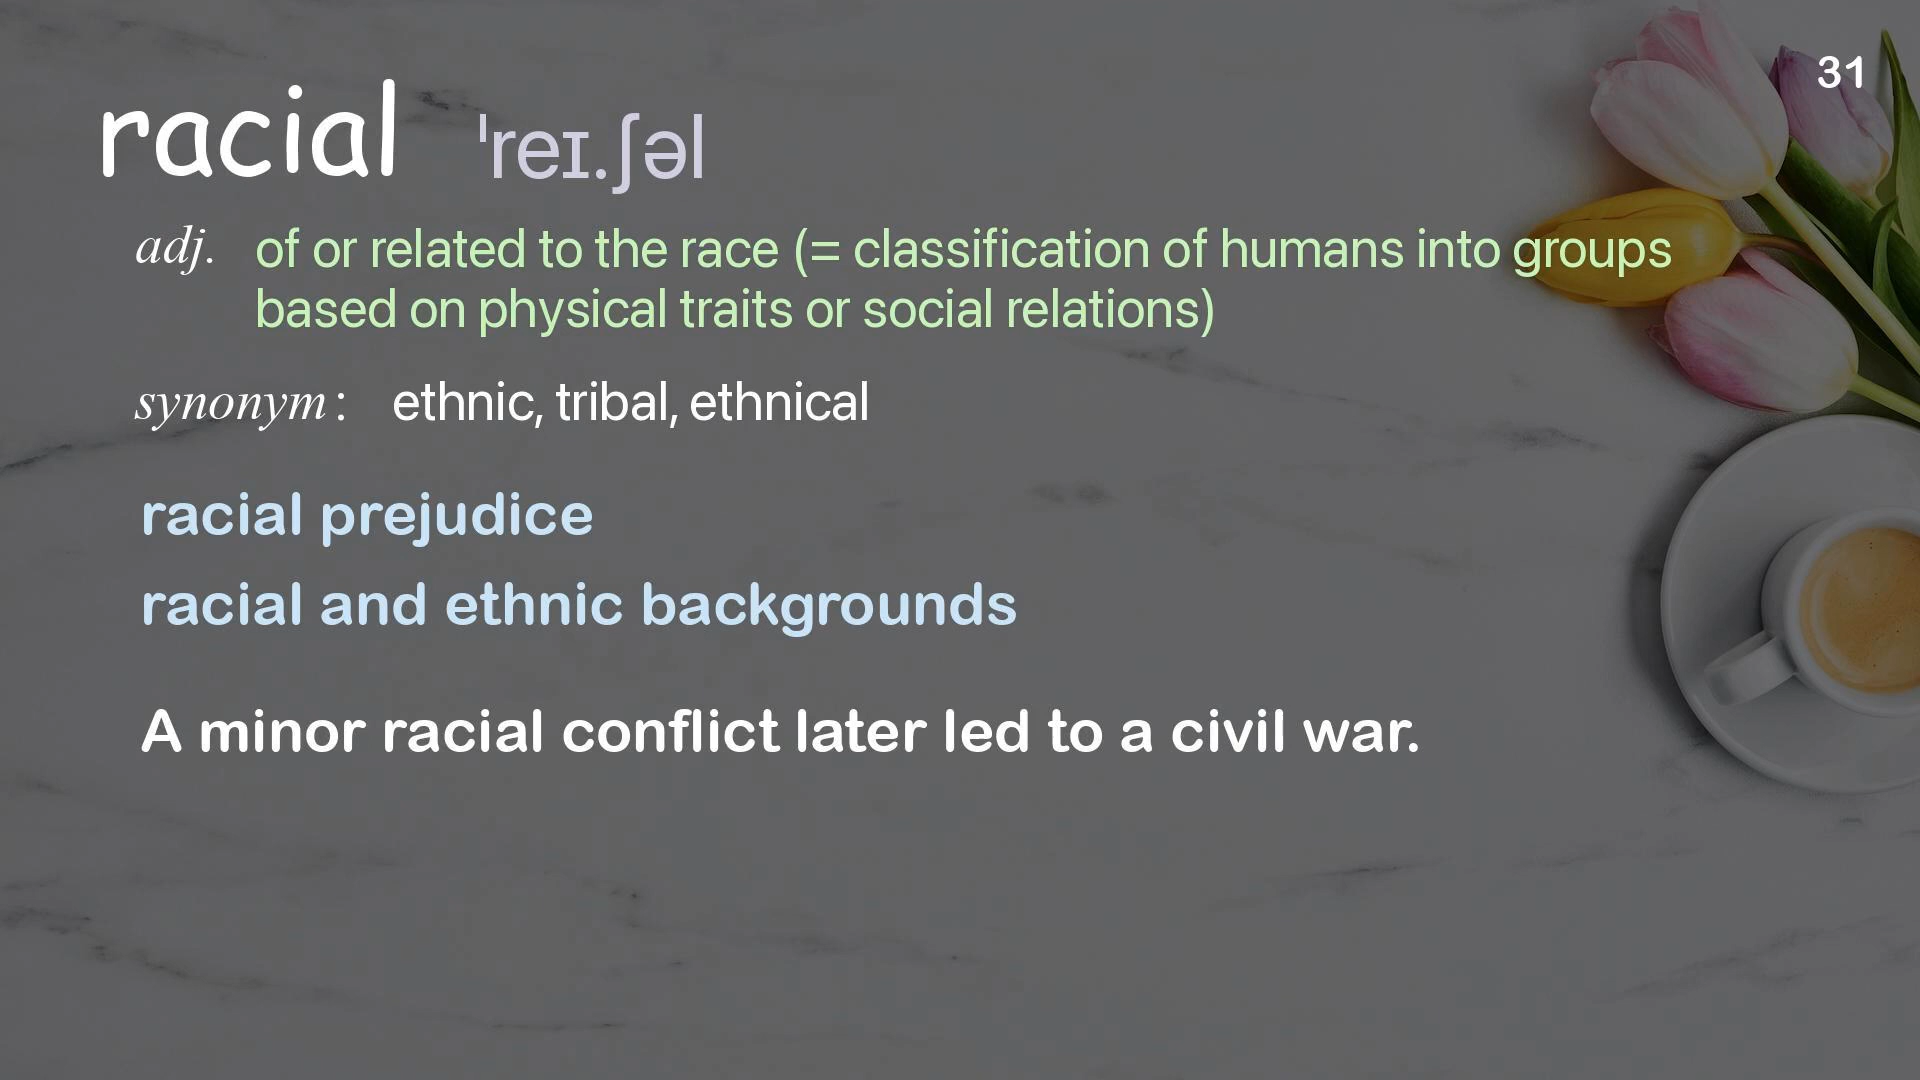 31
racial ˈreɪ.ʃəl
adj. of or related to the race (= classification of humans into groups
based on physical traits or social relations)
synonym: ethnic, tribal, ethnical
racial prejudice
racial and ethnic backgrounds
A minor racial conflict later led to a civil war.